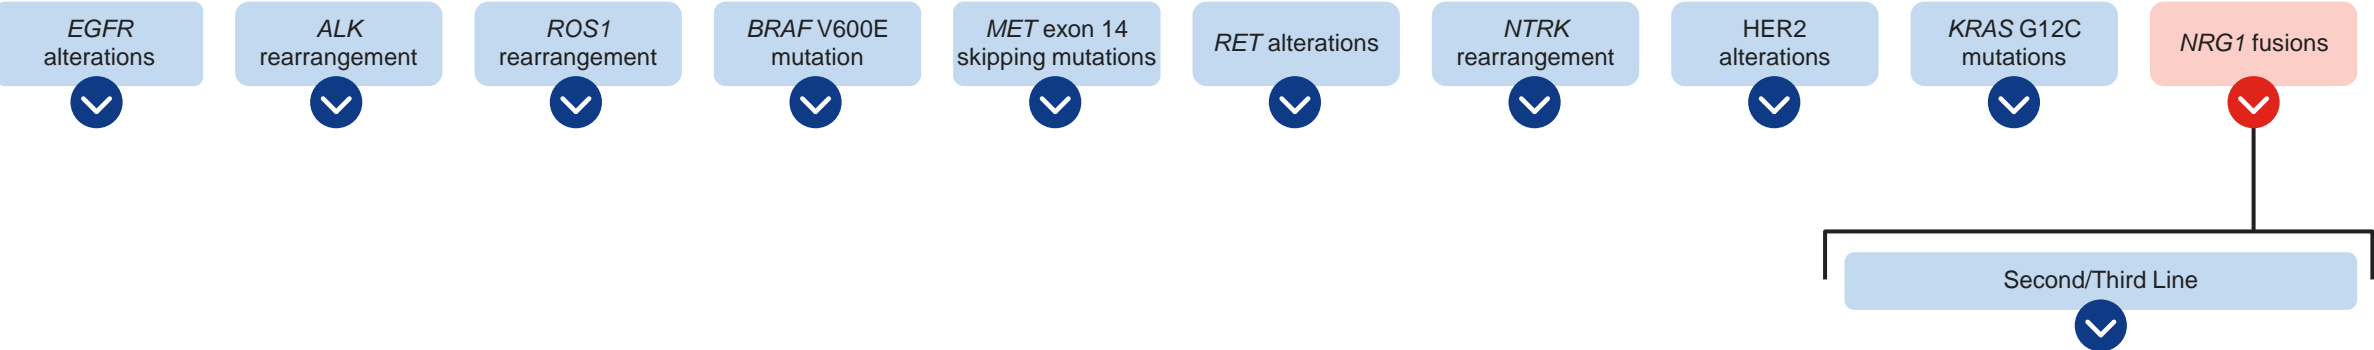 EGFR
alterations
ALK
rearrangement
ROS1
rearrangement
BRAF V600E
mutation
MET exon 14
skipping mutations
RET alterations
NTRK
rearrangement
HER2
alterations
KRAS G12C
mutations
NRG1 fusions
Second/Third Line